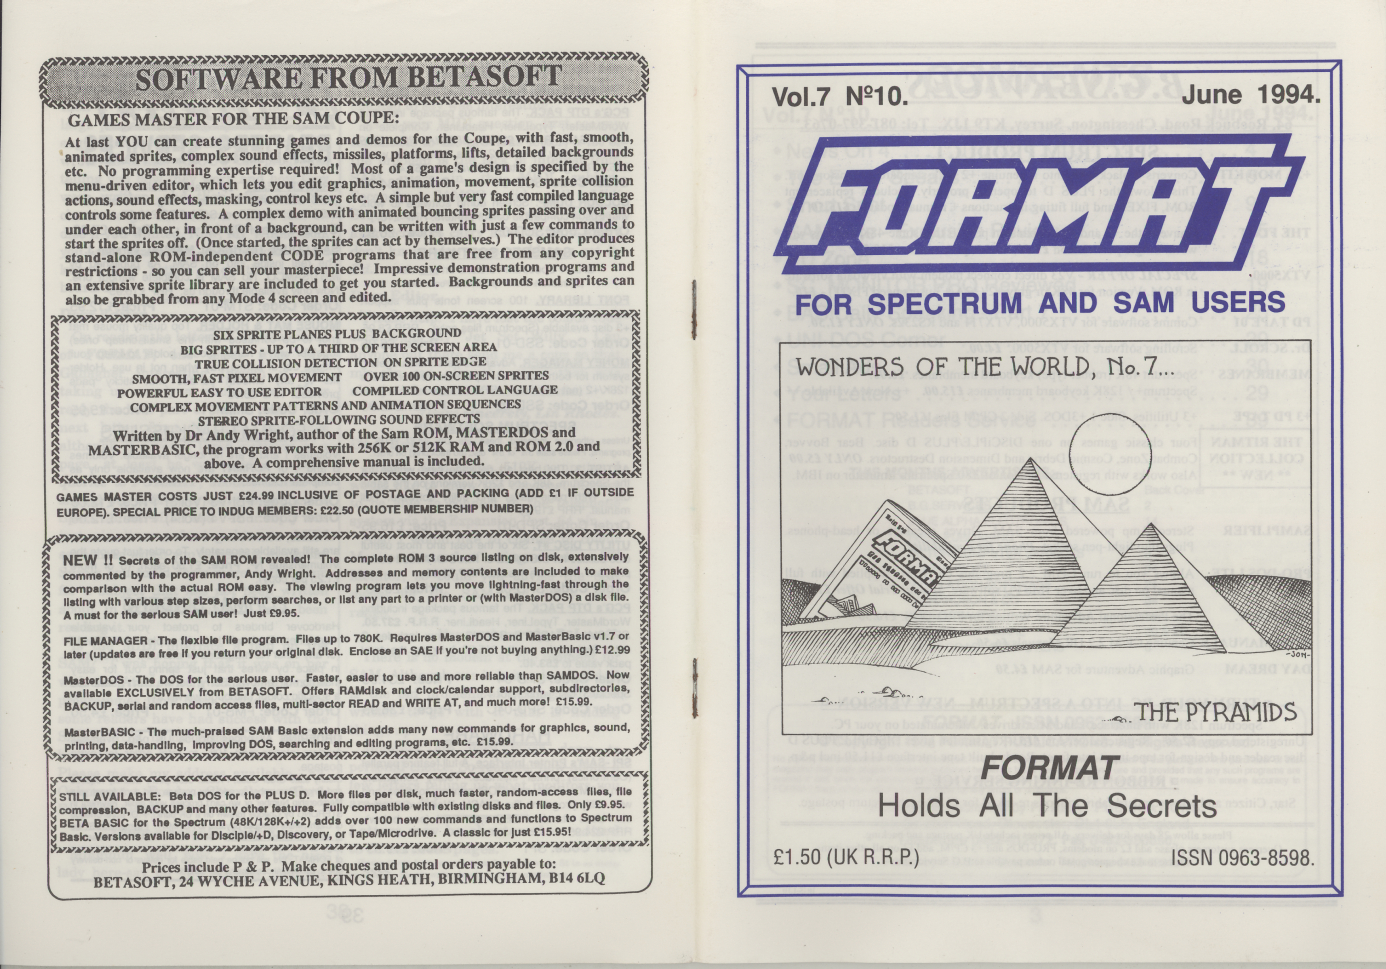 SOFTWARE FROM BETASOFT
GAMES MASTER FOR THE SAM COUPE:
At last YOU can create stunning games and demos for the Coupe, with fast, smooth,
animated sprites, complex sound effects, missiles, platforms, lifts, detailed backgrounds
etc. No programming expertise required! Most of a game's design is specified by the
menu-driven editor, which lets you edit graphics, animation, movement, sprite collision
actions, sound effects, masking, control keys etc. A simple but very fast compiled language
controls some features. A complex demo with animated bouncing sprites passing over and
under each other, in front of a background, can be written with just a few commands to
start the sprites off. (Once started, the sprites can act by themselves.) The editor produces
stand-alone ROM-independent CODE programs that are free from any copyright
restrictions - so you can sell your masterpiece! Impressive demonstration programs and
an extensive sprite library are included to get you started. Backgrounds and sprites can
also be grabbed from any Mode 4 screen and edited.
SIX SPRITE PLANES PLUS BACKGROUND
BIG SPRITES - UP TO A THIRD OF THE SCREEN AREA
TRUE COLLISION DETECTION ON SPRITE EDGE
SMOOTH, FAST PIXEL MOVEMENT OVER 100 ON-SCREEN SPRITES
POWERFUL EASY TO USE EDITOR COMPILED CONTROL LANGUAGE
COMPLEX MOVEMENT PATTERNS AND ANIMATION SEQUENCES
STEREO SPRITE-FOLLOWING SOUND EFFECTS
Written by Dr Andy Wright, author of the Sam ROM, MASTERDOS and
MASTERBASIC, the program works with 256K or 512K RAM and ROM 2.0 and
above. A comprehensive manual is included.
GAMES MASTER COSTS JUST £24.99 INCLUSIVE OF POSTAGE AND PACKING (ADD £1 IF OUTSIDE
EUROPE). SPECIAL PRICE TO INDUG MEMBERS: £22.50 (QUOTE MEMBERSHIP NUMBER)
NEW !! Secrets of the SAM ROM revealed! The complete ROM 3 source listing on disk, extensively
commented by the programmer, Andy Wright. Addresses and memory contents are included to make
comparison with the actual ROM easy. The viewing program lets you move lightning-fast through the
listing with various step sizes, perform searches, or list any part to a printer or (with MasterDOS) a disk file.
A must for the serious SAM user! Just £9.95.
FILE MANAGER - The flexible file program. Files up to 780K. Requires MasterDOS and MasterBasic v1.7 or
later (updates are free if you return your original disk. Enclose an SAE if you're not buying anything.) £12.99
MasterDOS - The DOS for the serious user. Faster, easier to use and more reliable than SAMDOS. Now
available EXCLUSIVELY from BETASOFT. Offers RAMdisk and clock/calendar support, subdirectories,
BACKUP, serial and random access files, multi-sector READ and WRITE AT, and much more! £15.99.
MasterBASIC - The much-praised SAM Basic extension adds many new commands for graphics, sound,
printing, data-handling, improving DOS, searching and editing programs, etc. £15.99.
STILL AVAILABLE: Beta DOS for the PLUS D. More files per disk, much faster, random-access files, file
compression, BACKUP and many other features. Fully compatible with existing disks and files. Only £9.95.
BETA BASIC for the Spectrum (48K/128K+/+2) adds over 100 new commands and functions to Spectrum
Basic. Versions available for Disciple/+D, Discovery, or Tape/Microdrive. A classic for just £15.95!
Prices include P & P. Make cheques and postal orders payable to:
BETASOFT, 24 WYCHE AVENUE, KINGS HEATH, BIRMINGHAM, B14 6LQ
Vol.7 Nº10. June 1994.
FORMAT
FOR SPECTRUM AND SAM USERS
WONDERS OF THE WORLD, No. 7...
FORMA
-JON-
THE PYRAMIDS
FORMAT
Holds All The Secrets
£1.50 (UK R.R.P.) ISSN 0963-8598.